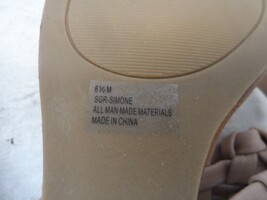 6½ M
SGR-SIMONE
ALL MAN MADE MATERIALS
MADE IN CHINA